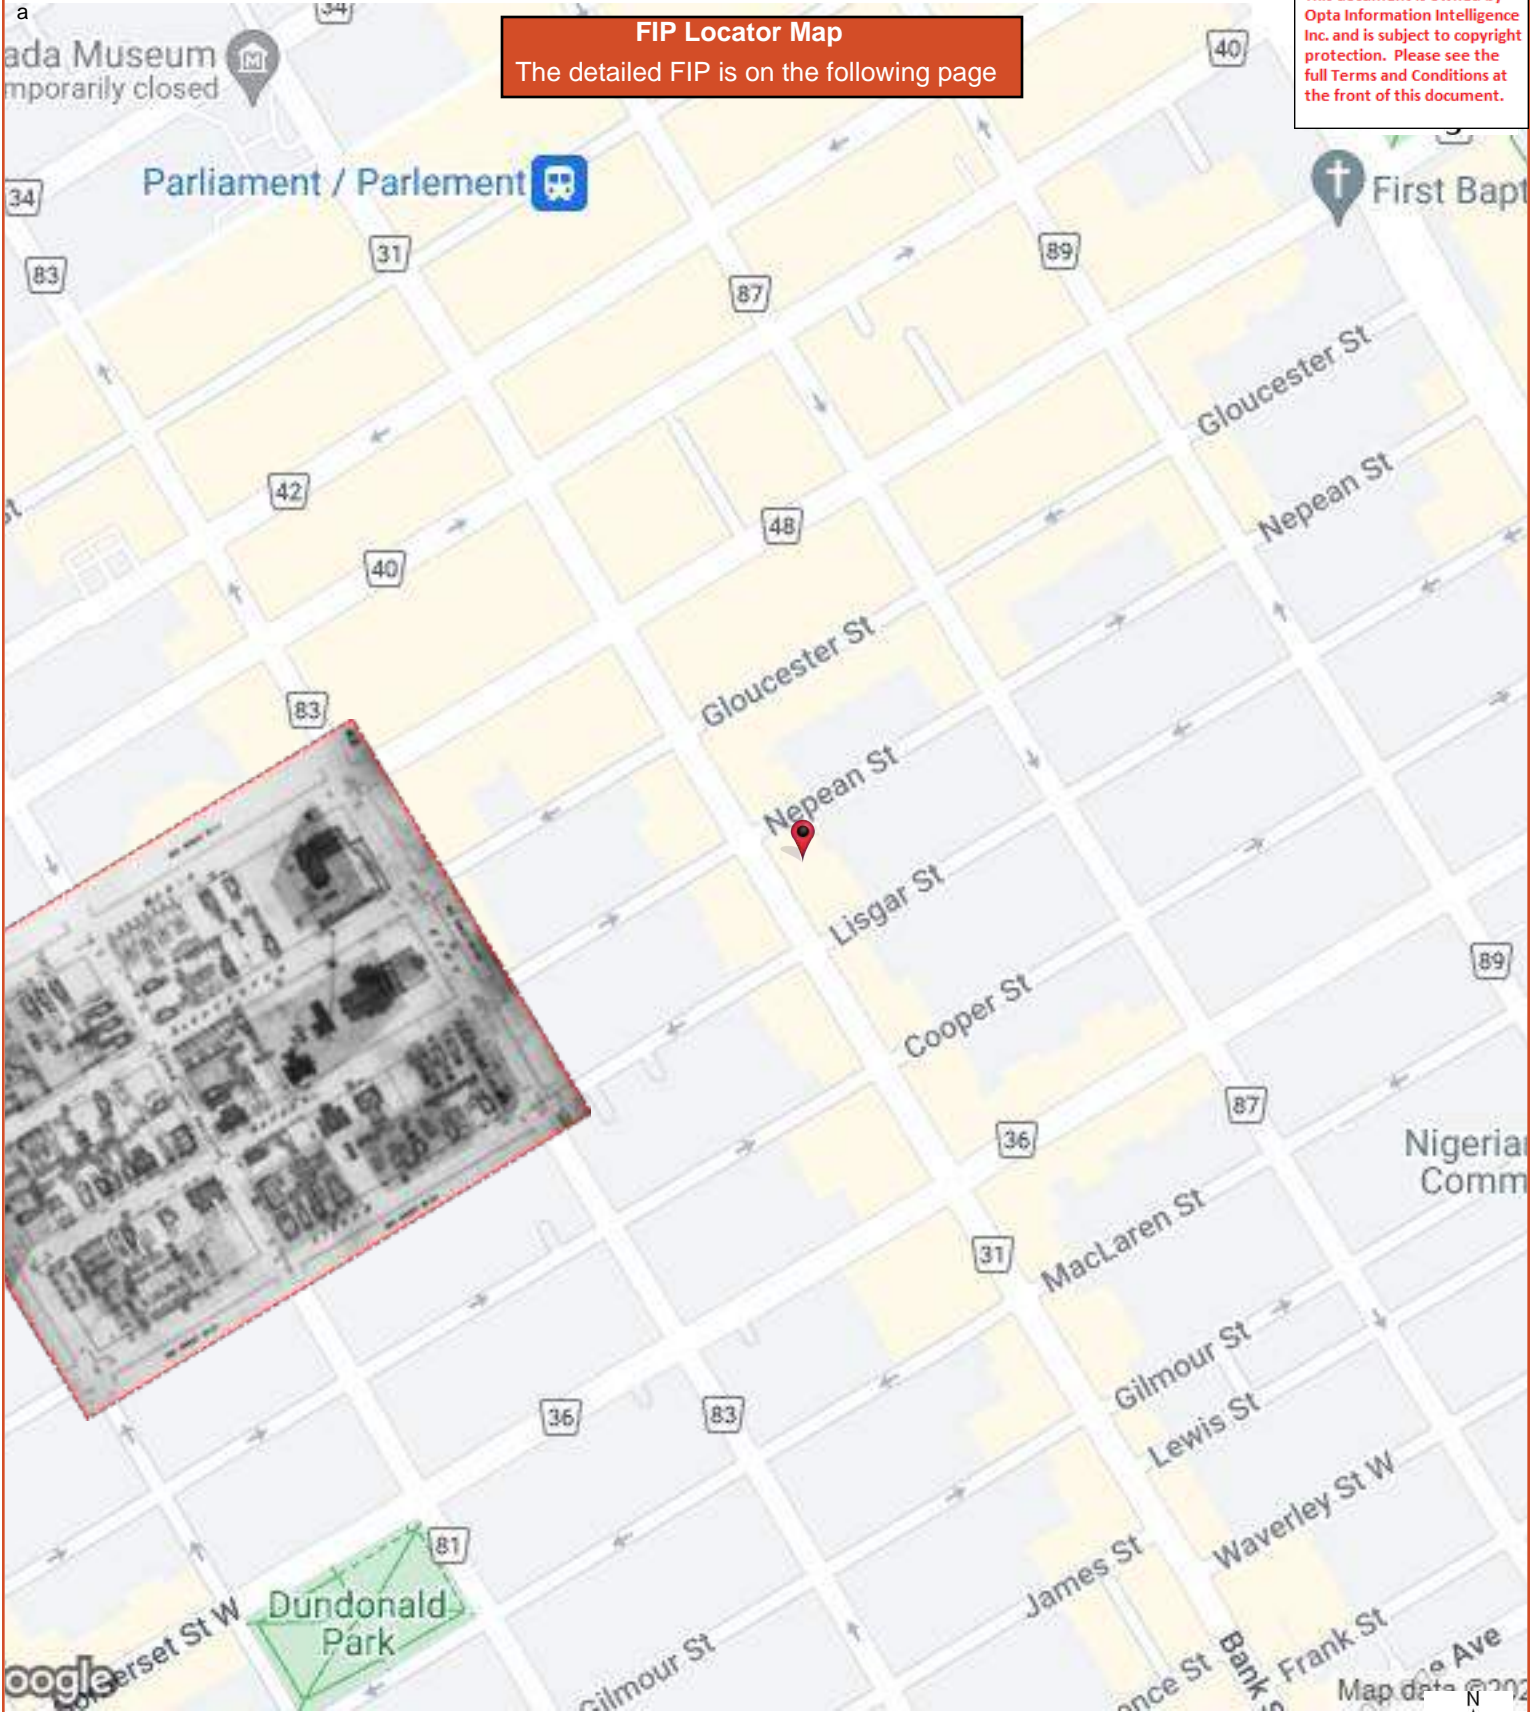 a
34
FIP Locator Map
The detailed FIP is on the following page
Opta Information Intelligence
Inc. and is subject to copyright
protection. Please see the
full Terms and Conditions at
the front of this document.
40
ada Museum
mporarily closed
Parliament / Parlement
First Bapt
34
83
31
87
89
Gloucester St
42
48
Nepean St
40
st
Gloucester St
83
Nepean St
Lisgar St
89
Cooper St
87
36
Nigeria
Comm
31
MacLaren St
Gilmour St
36
83
Lewis St
Waverley St W
81
James St
Dundonald
Park
erset St W
Gilmour St
Bank S
Frank St
Ave
ence St
oogle
Map data ©202
N